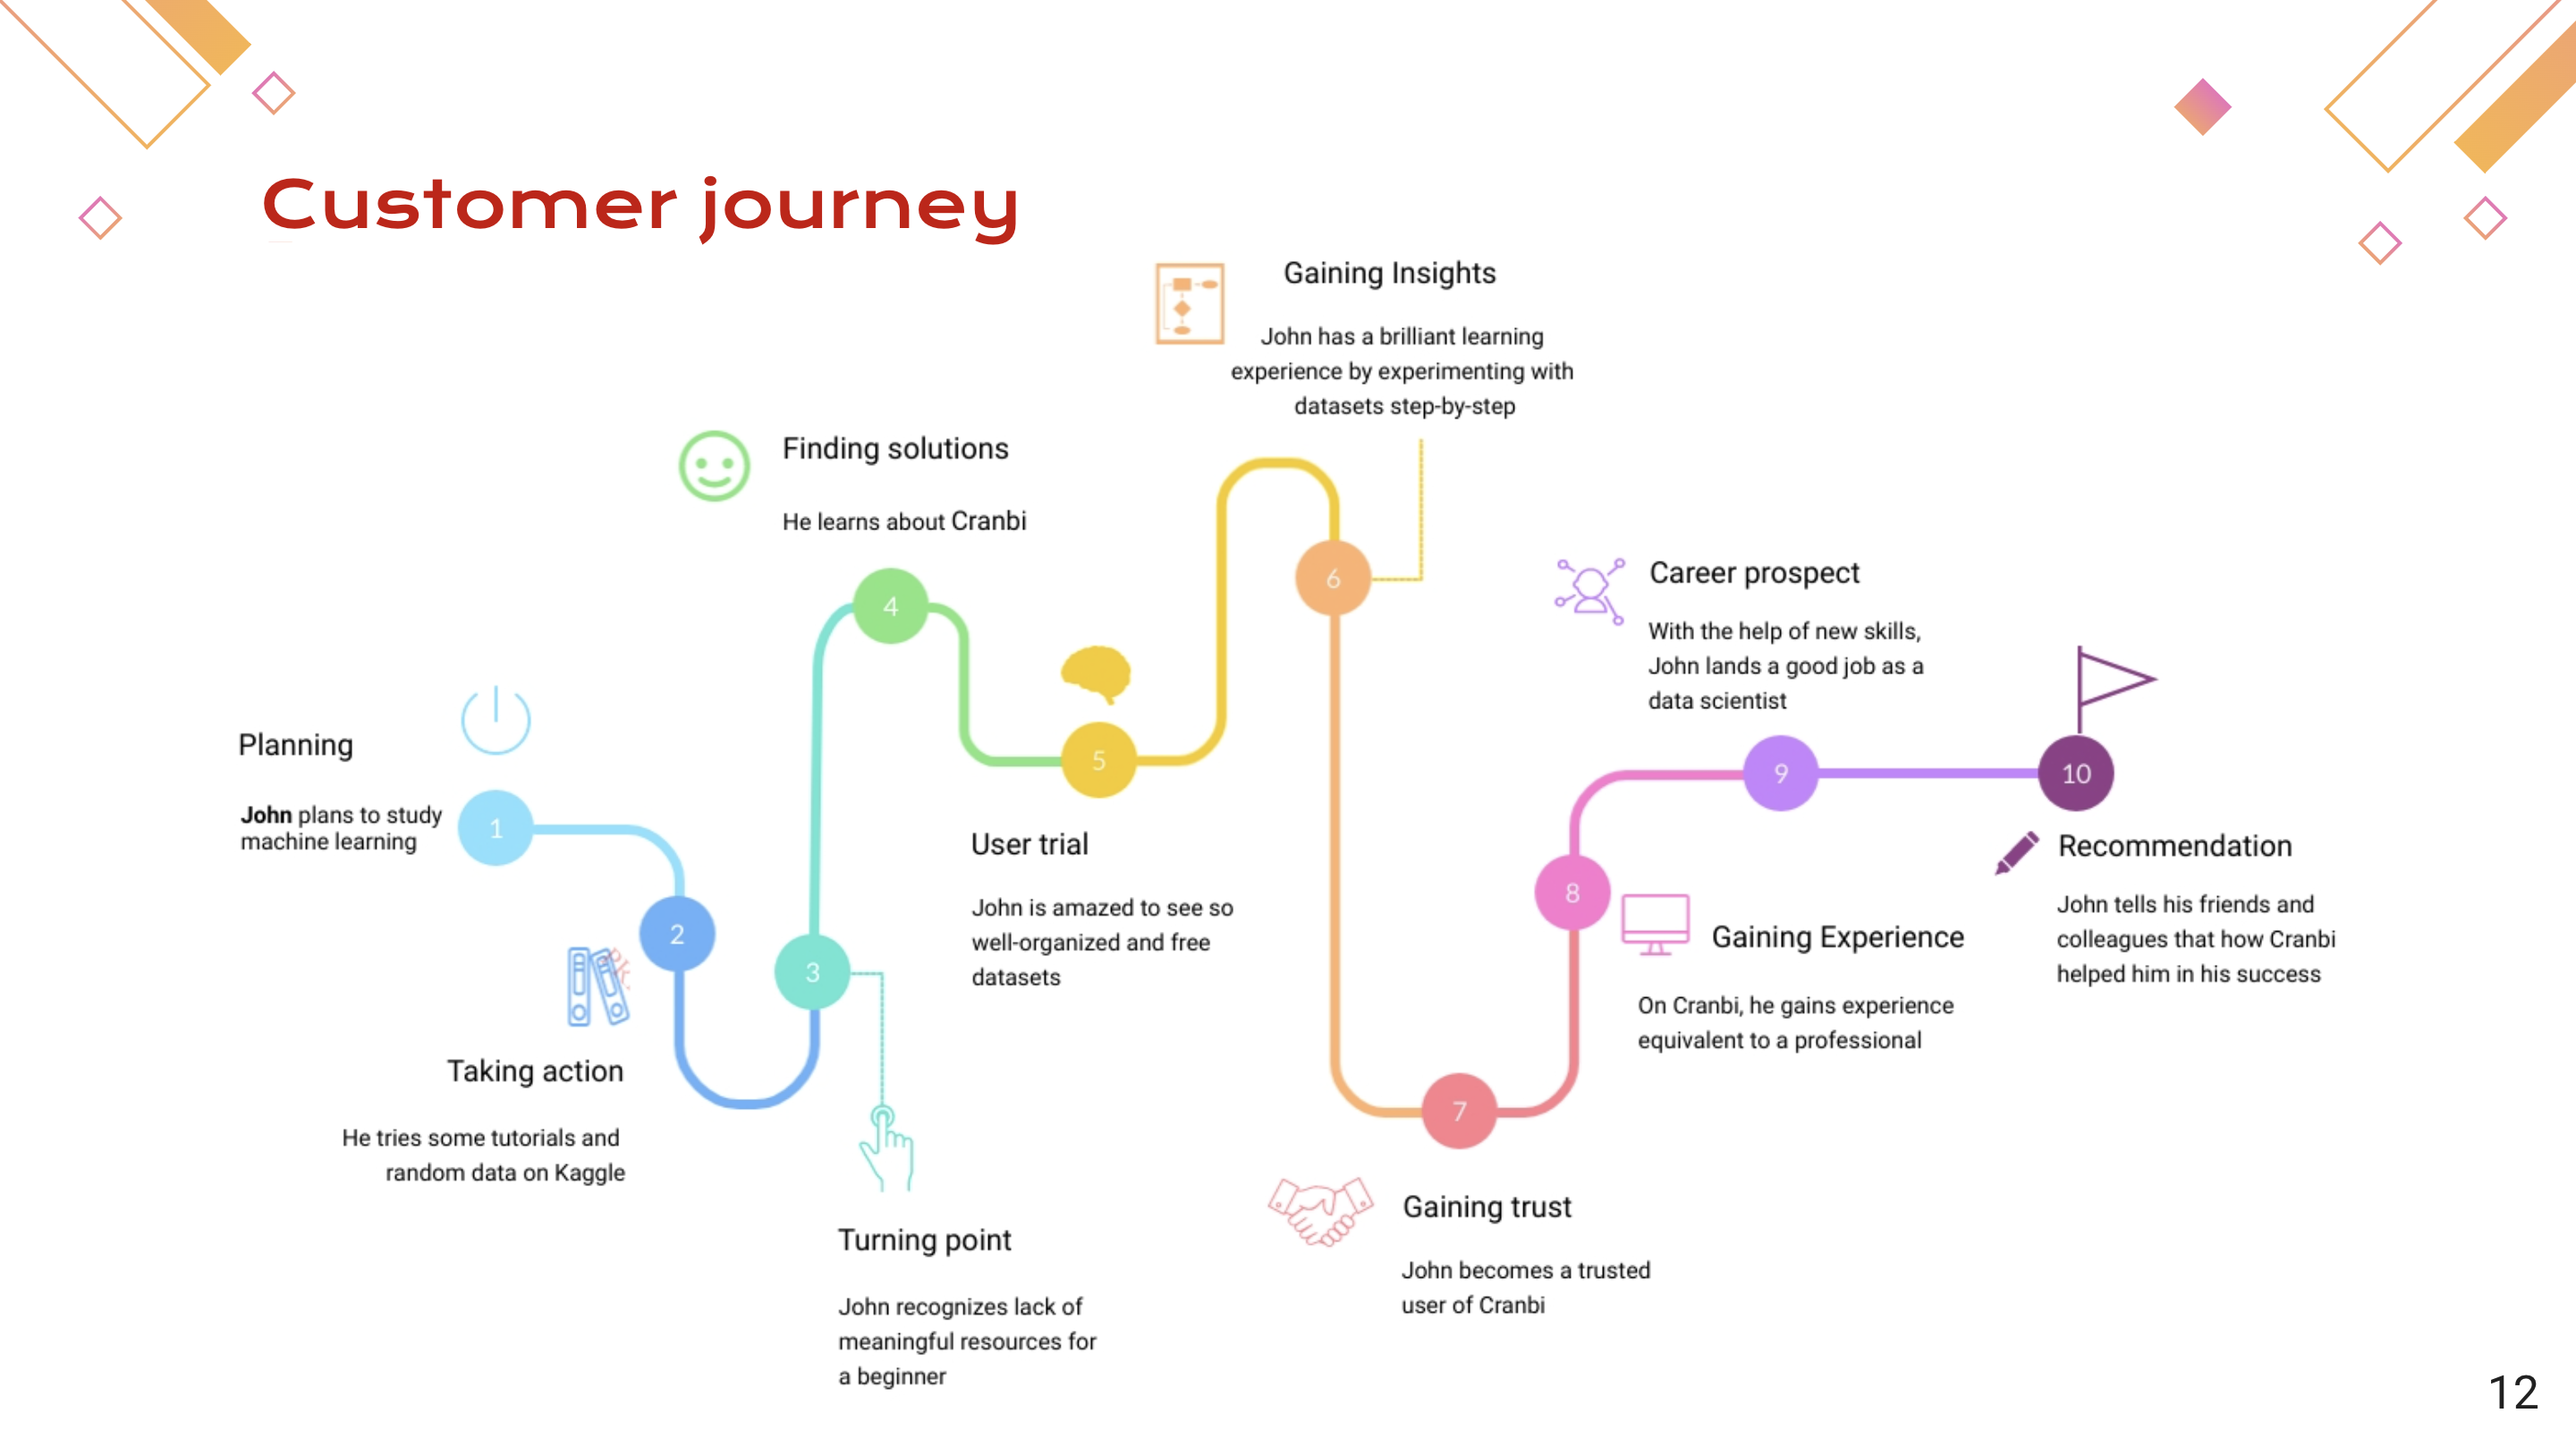 Customer journey
Planning
John plans to study
machine learning
1
2
Taking action
He tries some tutorials and
random data on Kaggle
3
Turning point
John recognizes lack of
meaningful resources for
a beginner
Finding solutions
He learns about Cranbi
4
5
User trial
John is amazed to see so
well-organized and free
datasets
Gaining Insights
John has a brilliant learning
experience by experimenting with
datasets step-by-step
6
7
Gaining trust
John becomes a trusted
user of Cranbi
8
Gaining Experience
On Cranbi, he gains experience
equivalent to a professional
Career prospect
With the help of new skills,
John lands a good job as a
data scientist
9
10
Recommendation
John tells his friends and
colleagues that how Cranbi
helped him in his success
12